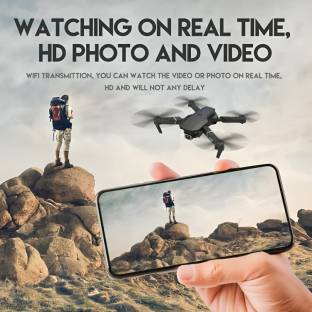 WATCHING ON REAL TIME,
HD PHOTO AND VIDEO
WIFI TRANSMITTION, YOU CAN WATCH THE VIDEO OR PHOTO ON REAL TIME,
HD AND WILL NOT ANY DELAY